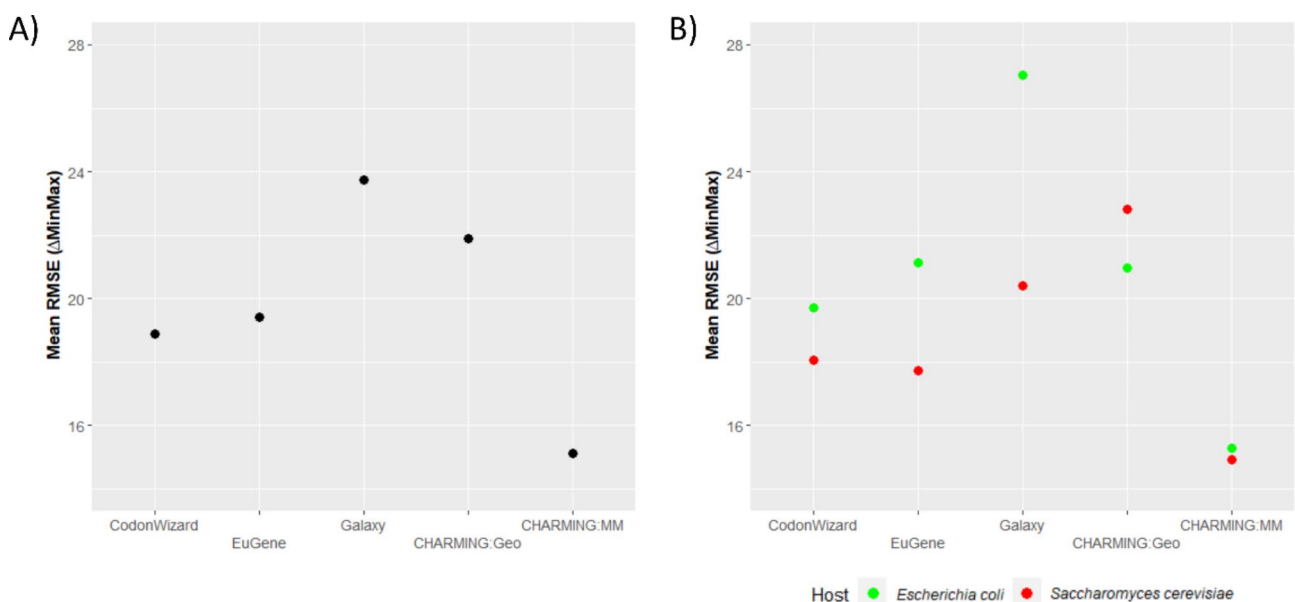 A)
28
24
20
16
Mean RMSE (ΔMinMax)
CodonWizard
EuGene
Galaxy
CHARMING:Geo
CHARMING:MM
B)
28
24
20
16
Mean RMSE (ΔMinMax)
CodonWizard
EuGene
Galaxy
CHARMING:Geo
CHARMING:MM
Host Escherichia coli Saccharomyces cerevisiae